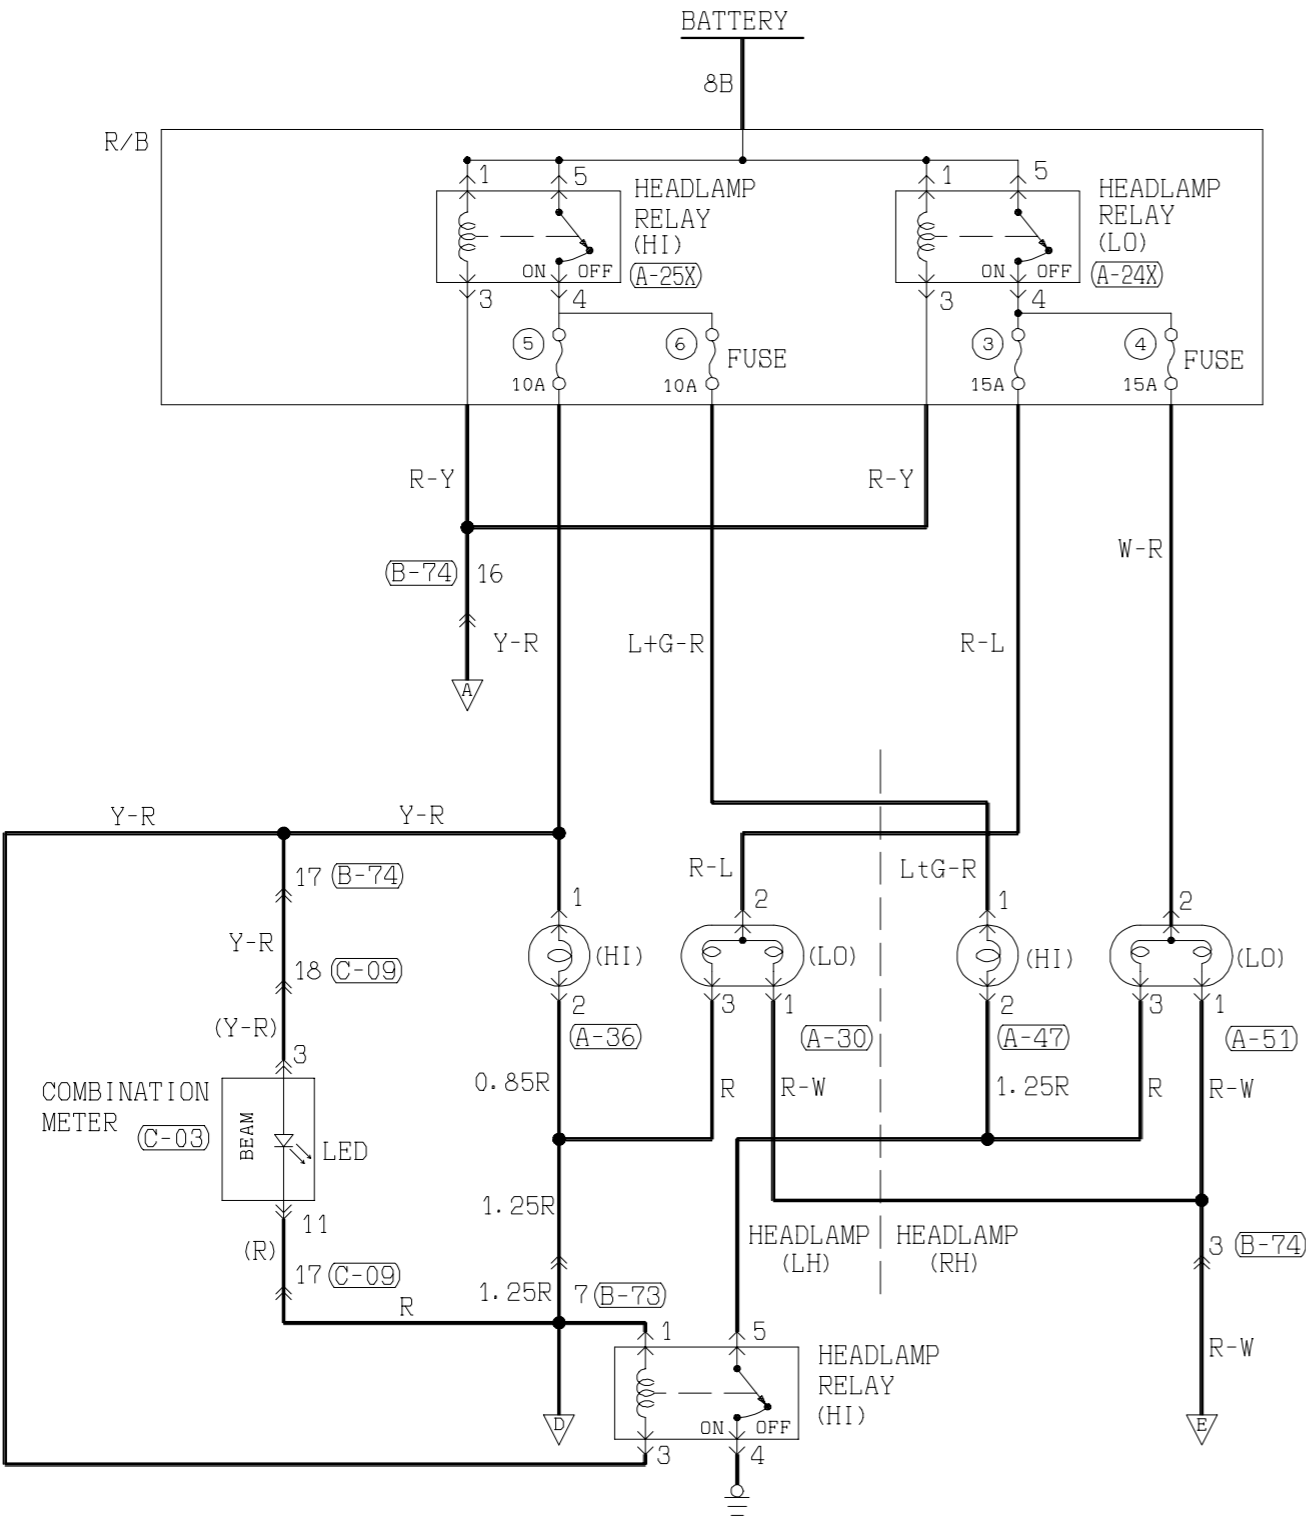 BATTERY
8B
R/B
1
5
HEADLAMP
RELAY
(HI)
A-25X
ON
OFF
3
4
1
5
HEADLAMP
RELAY
(LO)
A-24X
ON
OFF
3
4
5
10A
6
10A
FUSE
3
15A
4
15A
FUSE
R-Y
R-Y
W-R
B-74
16
Y-R
L+G-R
R-L
A
Y-R
Y-R
17
B-74
R-L
LtG-R
1
2
1
2
Y-R
(HI)
(LO)
(HI)
(LO)
18
C-09
2
3
1
2
3
1
(Y-R)
A-36
A-30
A-47
A-51
3
COMBINATION
METER
C-03
BEAM
LED
0.85R
R
R-W
1.25R
R
R-W
11
(R)
1.25R
HEADLAMP
(LH)
HEADLAMP
(RH)
3
B-74
17
C-09
R
1.25R
7
B-73
1
5
HEADLAMP
RELAY
(HI)
R-W
ON
OFF
D
E
3
4